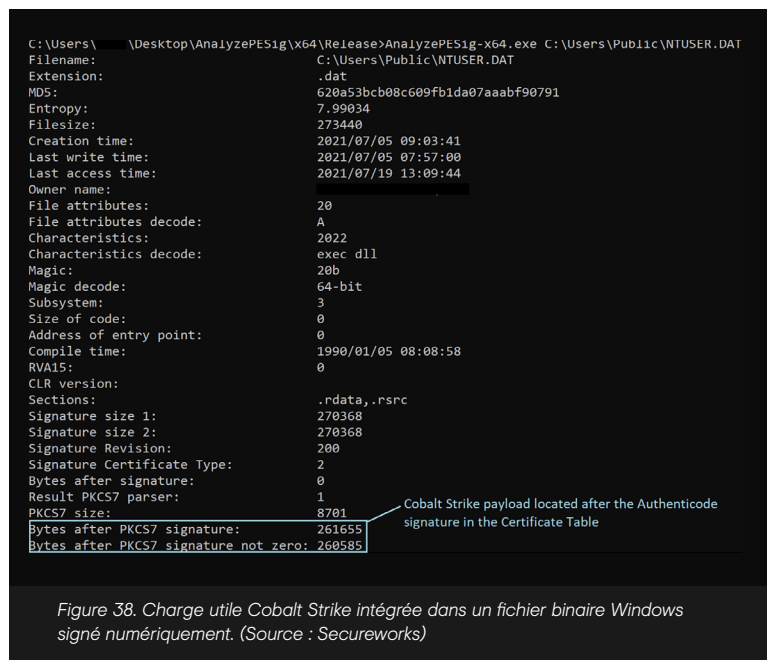 C:\Users\ \Desktop\AnalyzePESig\x64\Release>AnalyzePESig-x64.exe C:\Users\Public\NTUSER.DAT
Filename: C:\Users\Public\NTUSER.DAT
Extension: .dat
MD5: 620a53bcb08c609fb1da07aaabf90791
Entropy: 7.99034
Filesize: 273440
Creation time: 2021/07/05 09:03:41
Last write time: 2021/07/05 07:57:00
Last access time: 2021/07/19 13:09:44
Owner name:
File attributes: 20
File attributes decode: A
Characteristics: 2022
Characteristics decode: exec dll
Magic: 20b
Magic decode: 64-bit
Subsystem: 3
Size of code: 0
Address of entry point: 0
Compile time: 1990/01/05 08:08:58
RVA15: 0
CLR version:
Sections: .rdata,.rsrc
Signature size 1: 270368
Signature size 2: 270368
Signature Revision: 200
Signature Certificate Type: 2
Bytes after signature: 0
Result PKCS7 parser: 1
PKCS7 size: 8701
Bytes after PKCS7 signature: 261655
Bytes after PKCS7 signature not zero: 260585
Cobalt Strike payload located after the Authenticode
signature in the Certificate Table
Figure 38. Charge utile Cobalt Strike intégrée dans un fichier binaire Windows
signé numériquement. (Source : Secureworks)